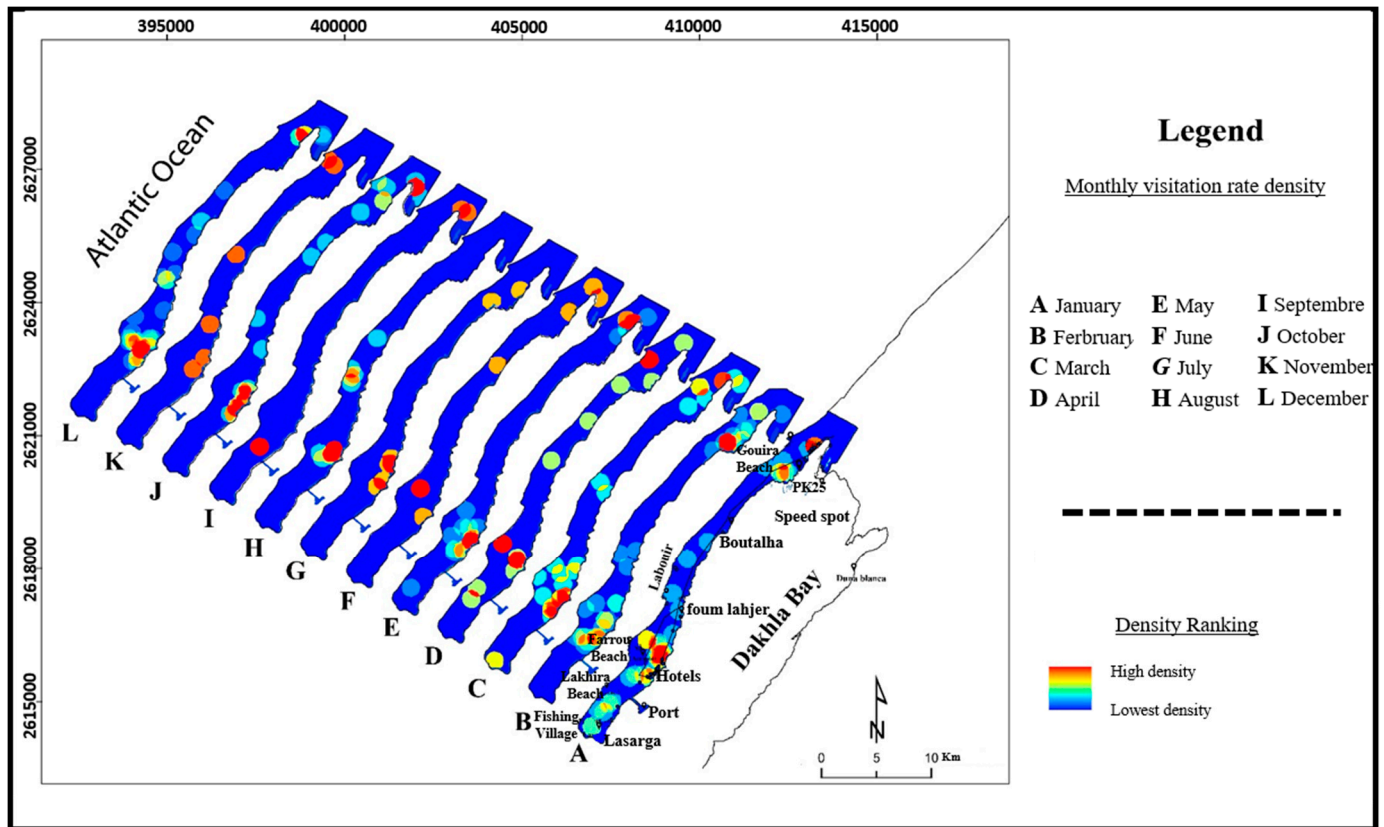 395000 400000 405000 410000 415000
2627000
2624000
2621000
2618000
2615000
Atlantic Ocean
L
K
J
I
H
G
F
E
D
C
B
A
Gouira
Beach
PK25
Speed spot
Boutalha
Labouir
Duna blanca
foum lahjer
Dakhla Bay
Farrou
Beach
Hotels
Lakhira
Beach
Port
Fishing
Village
Lasarga
N
0 5 10 Km
Legend
Monthly visitation rate density
A January E May I Septembre
B Ferbrurary F June J October
C March G July K November
D April H August L December
Density Ranking
High density
Lowest density